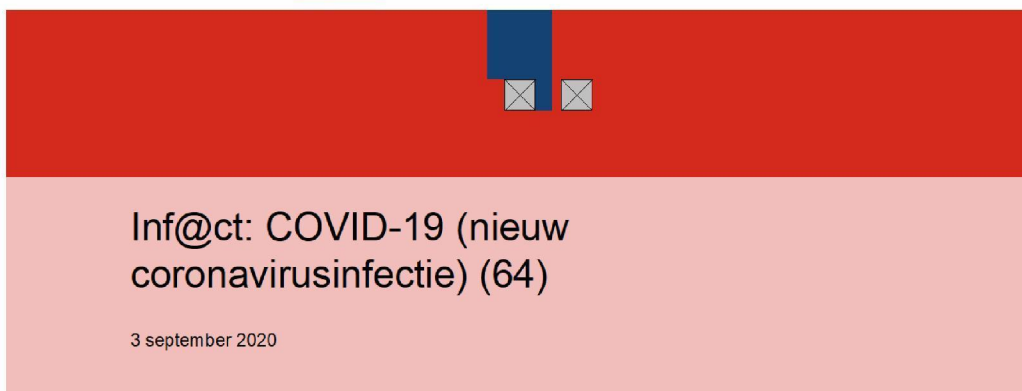 Inf@ct: COVID-19 (nieuw
coronavirusinfectie) (64)
3 september 2020